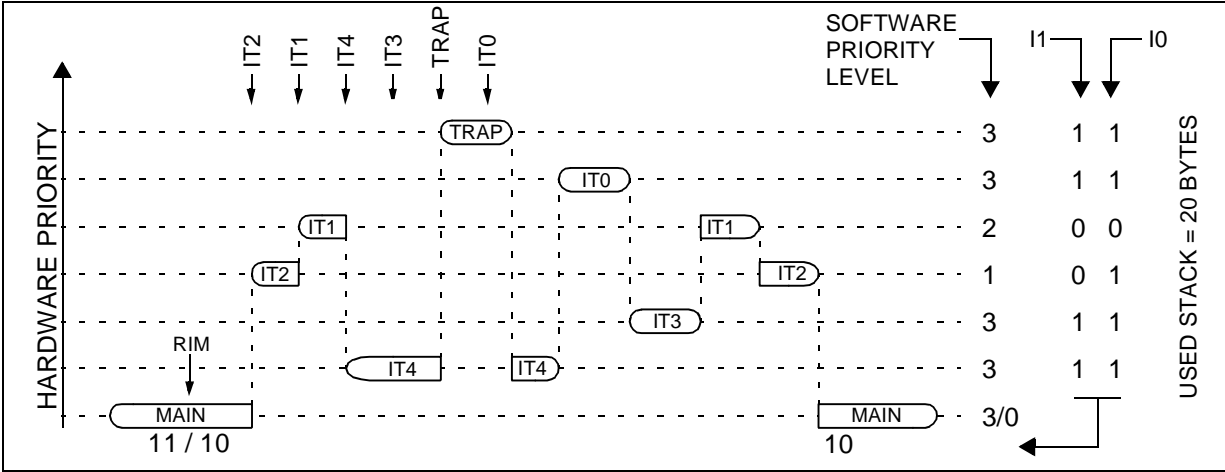 IT2
IT1
IT4
IT3
TRAP
IT0
SOFTWARE
PRIORITY
LEVEL
I1
I0
HARDWARE PRIORITY
TRAP
3
1 1
IT0
3
1 1
IT1
IT1
2
0 0
IT2
IT2
1
0 1
IT3
3
1 1
RIM
IT4
IT4
3
1 1
MAIN
MAIN
3/0
11 / 10
10
USED STACK = 20 BYTES